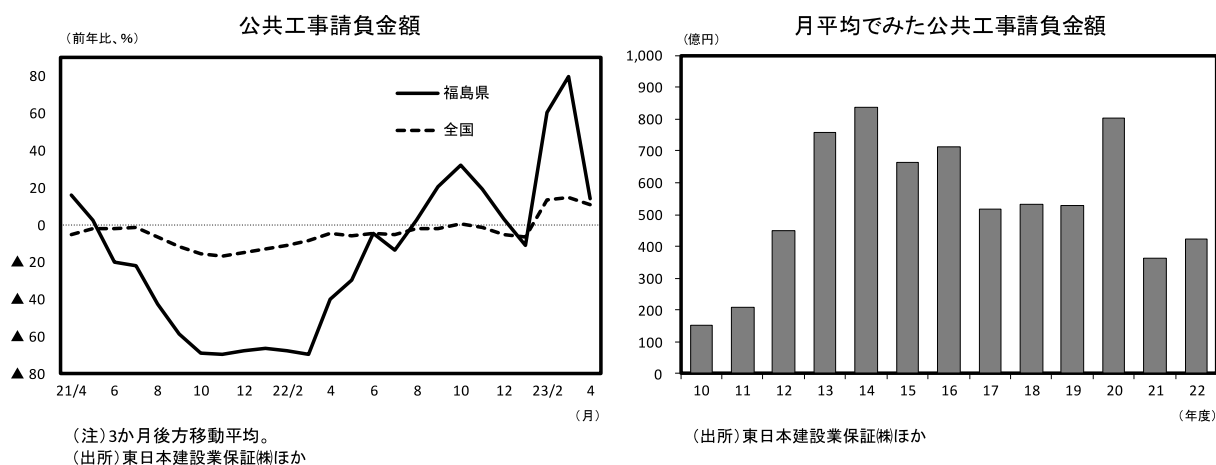 公共工事請負金額
（前年比、%）
福島県
全国
80
60
40
20
0
▲ 20
▲ 40
▲ 60
▲ 80
21/4 6 8 10 12 22/2 4 6 8 10 12 23/2 4
（月）
（注）3か月後方移動平均。
（出所）東日本建設業保証㈱ほか
月平均でみた公共工事請負金額
（億円）
1,000
900
800
700
600
500
400
300
200
100
0
10 11 12 13 14 15 16 17 18 19 20 21 22
（年度）
（出所）東日本建設業保証㈱ほか